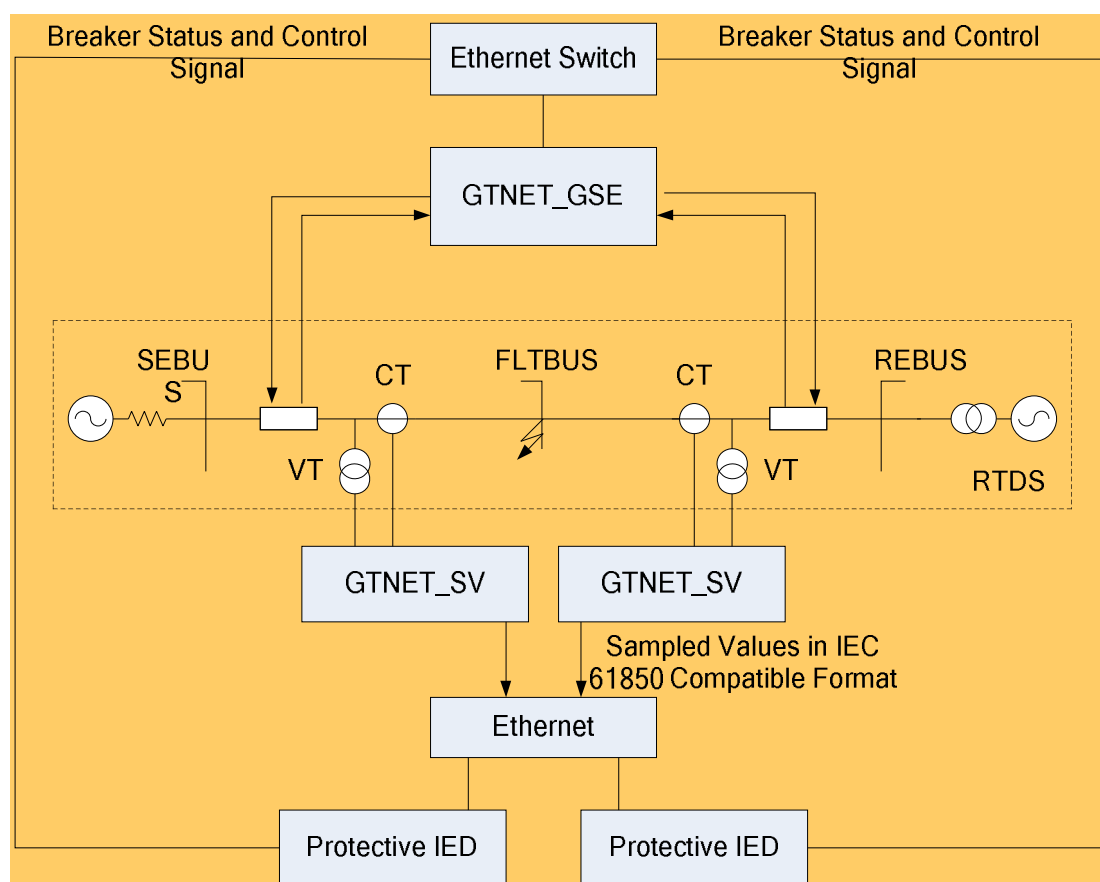 Breaker Status and Control
Signal
Ethernet Switch
Breaker Status and Control
Signal
GTNET_GSE
SEBU
S
CT
FLTBUS
CT
REBUS
VT
VT
RTDS
GTNET_SV
GTNET_SV
Sampled Values in IEC
61850 Compatible Format
Ethernet
Protective IED
Protective IED